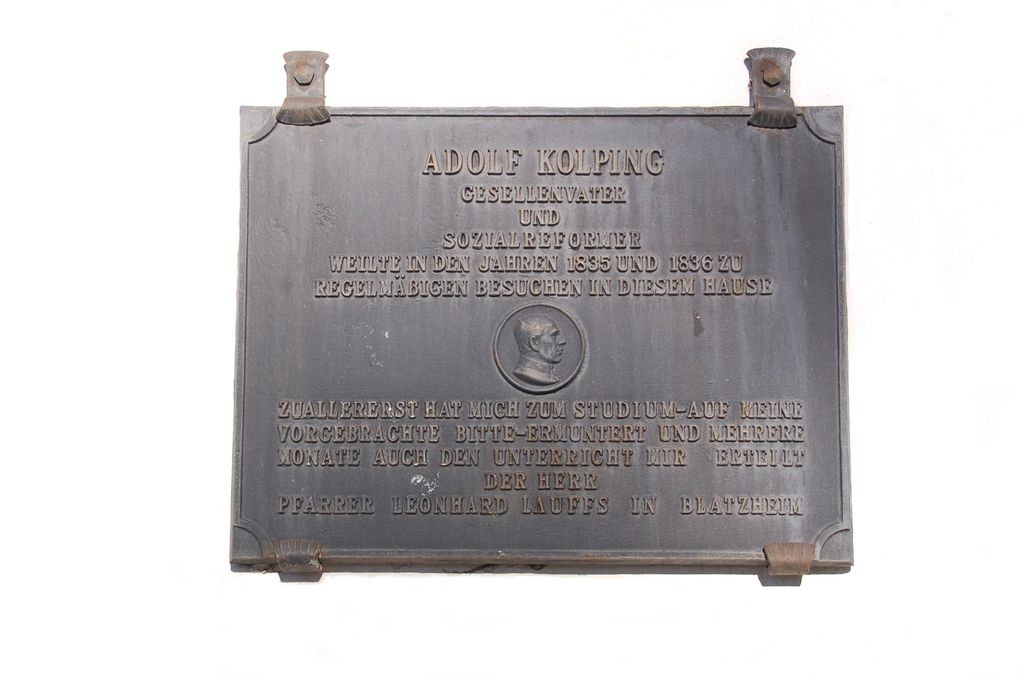 ADOLF KOLPING
GESELLENVATER
UND
SOZIALREFORMER
WEILTE IN DEN JAHREN 1835 UND 1836 ZU
REGELMÄBIGEN BESUCHEN IN DIESEM HAUSE
ZUALLERERST HAT MICH ZUM STUDIUM-AUF MEINE
VORGEBRACHTE BITTE-ERMUNTERT UND MEHRERE
MONATE AUCH DEN UNTERRICHT MIR ERTEILT
DER HERR
PFARRER LEONHARD LAUFFS IN BLATZHEIM